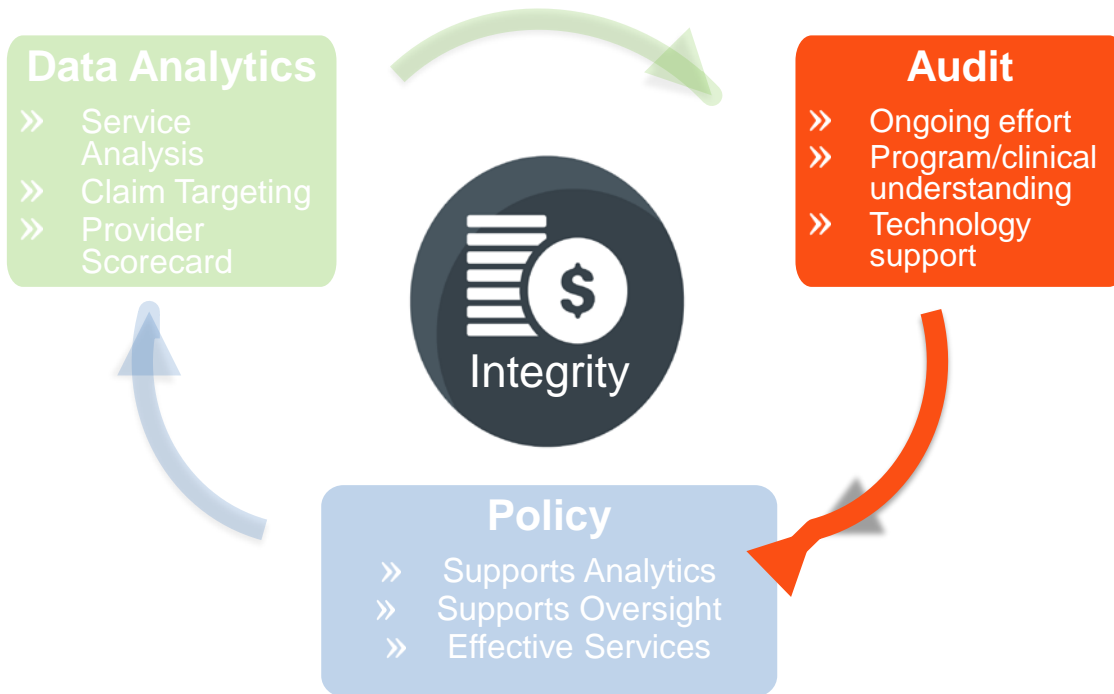 Data Analytics
» Service
Analysis
» Claim Targeting
» Provider
Scorecard
Audit
» Ongoing effort
» Program/clinical
understanding
» Technology
support
$
Integrity
Policy
» Supports Analytics
» Supports Oversight
» Effective Services